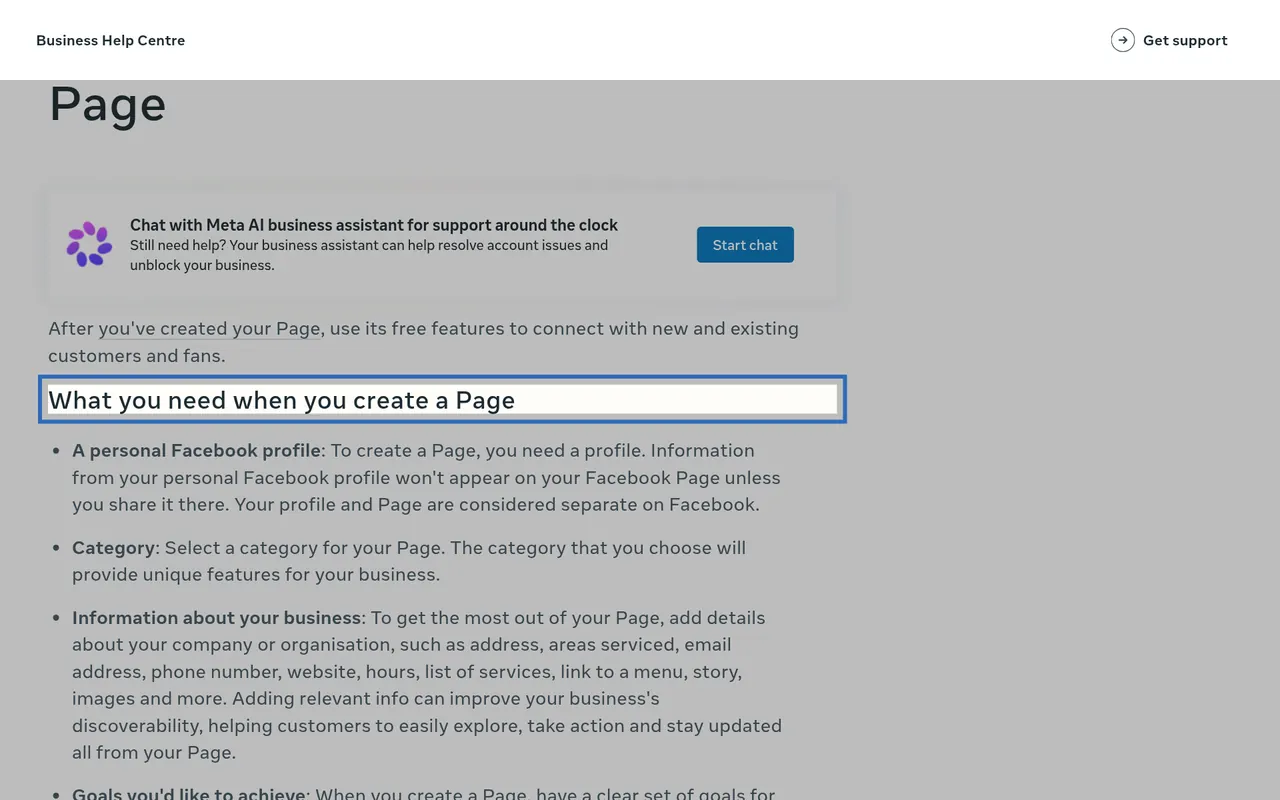 Business Help Centre
Get support
Page
Chat with Meta AI business assistant for support around the clock
Still need help? Your business assistant can help resolve account issues and
unblock your business.
Start chat
After you've created your Page, use its free features to connect with new and existing
customers and fans.
What you need when you create a Page
• A personal Facebook profile: To create a Page, you need a profile. Information
from your personal Facebook profile won't appear on your Facebook Page unless
you share it there. Your profile and Page are considered separate on Facebook.
• Category: Select a category for your Page. The category that you choose will
provide unique features for your business.
• Information about your business: To get the most out of your Page, add details
about your company or organisation, such as address, areas serviced, email
address, phone number, website, hours, list of services, link to a menu, story,
images and more. Adding relevant info can improve your business's
discoverability, helping customers to easily explore, take action and stay updated
all from your Page.
• Goals you'd like to achieve: When you create a Page, have a clear set of goals for